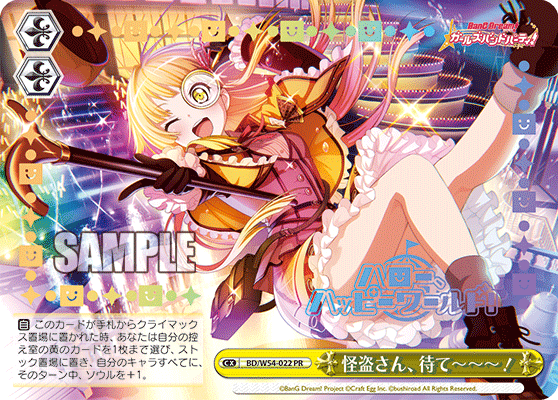 BanG Dream!
ガールズバンドパーティ!
SAMPLE
ハロー、
ハッピーワールド!
このカードが手札からクライマック
ス置場に置かれた時、あなたは自分の控
え室の黄のカードを1枚まで選び、ストッ
ク置場に置き、自分のキャラすべてに、
そのターン中、ソウルを+1。
CX
BD/W54-022 PR
怪盗さん、待て~~~!
©BanG Dream! Project ©Craft Egg Inc. ©bushiroad All Rights Reserved.